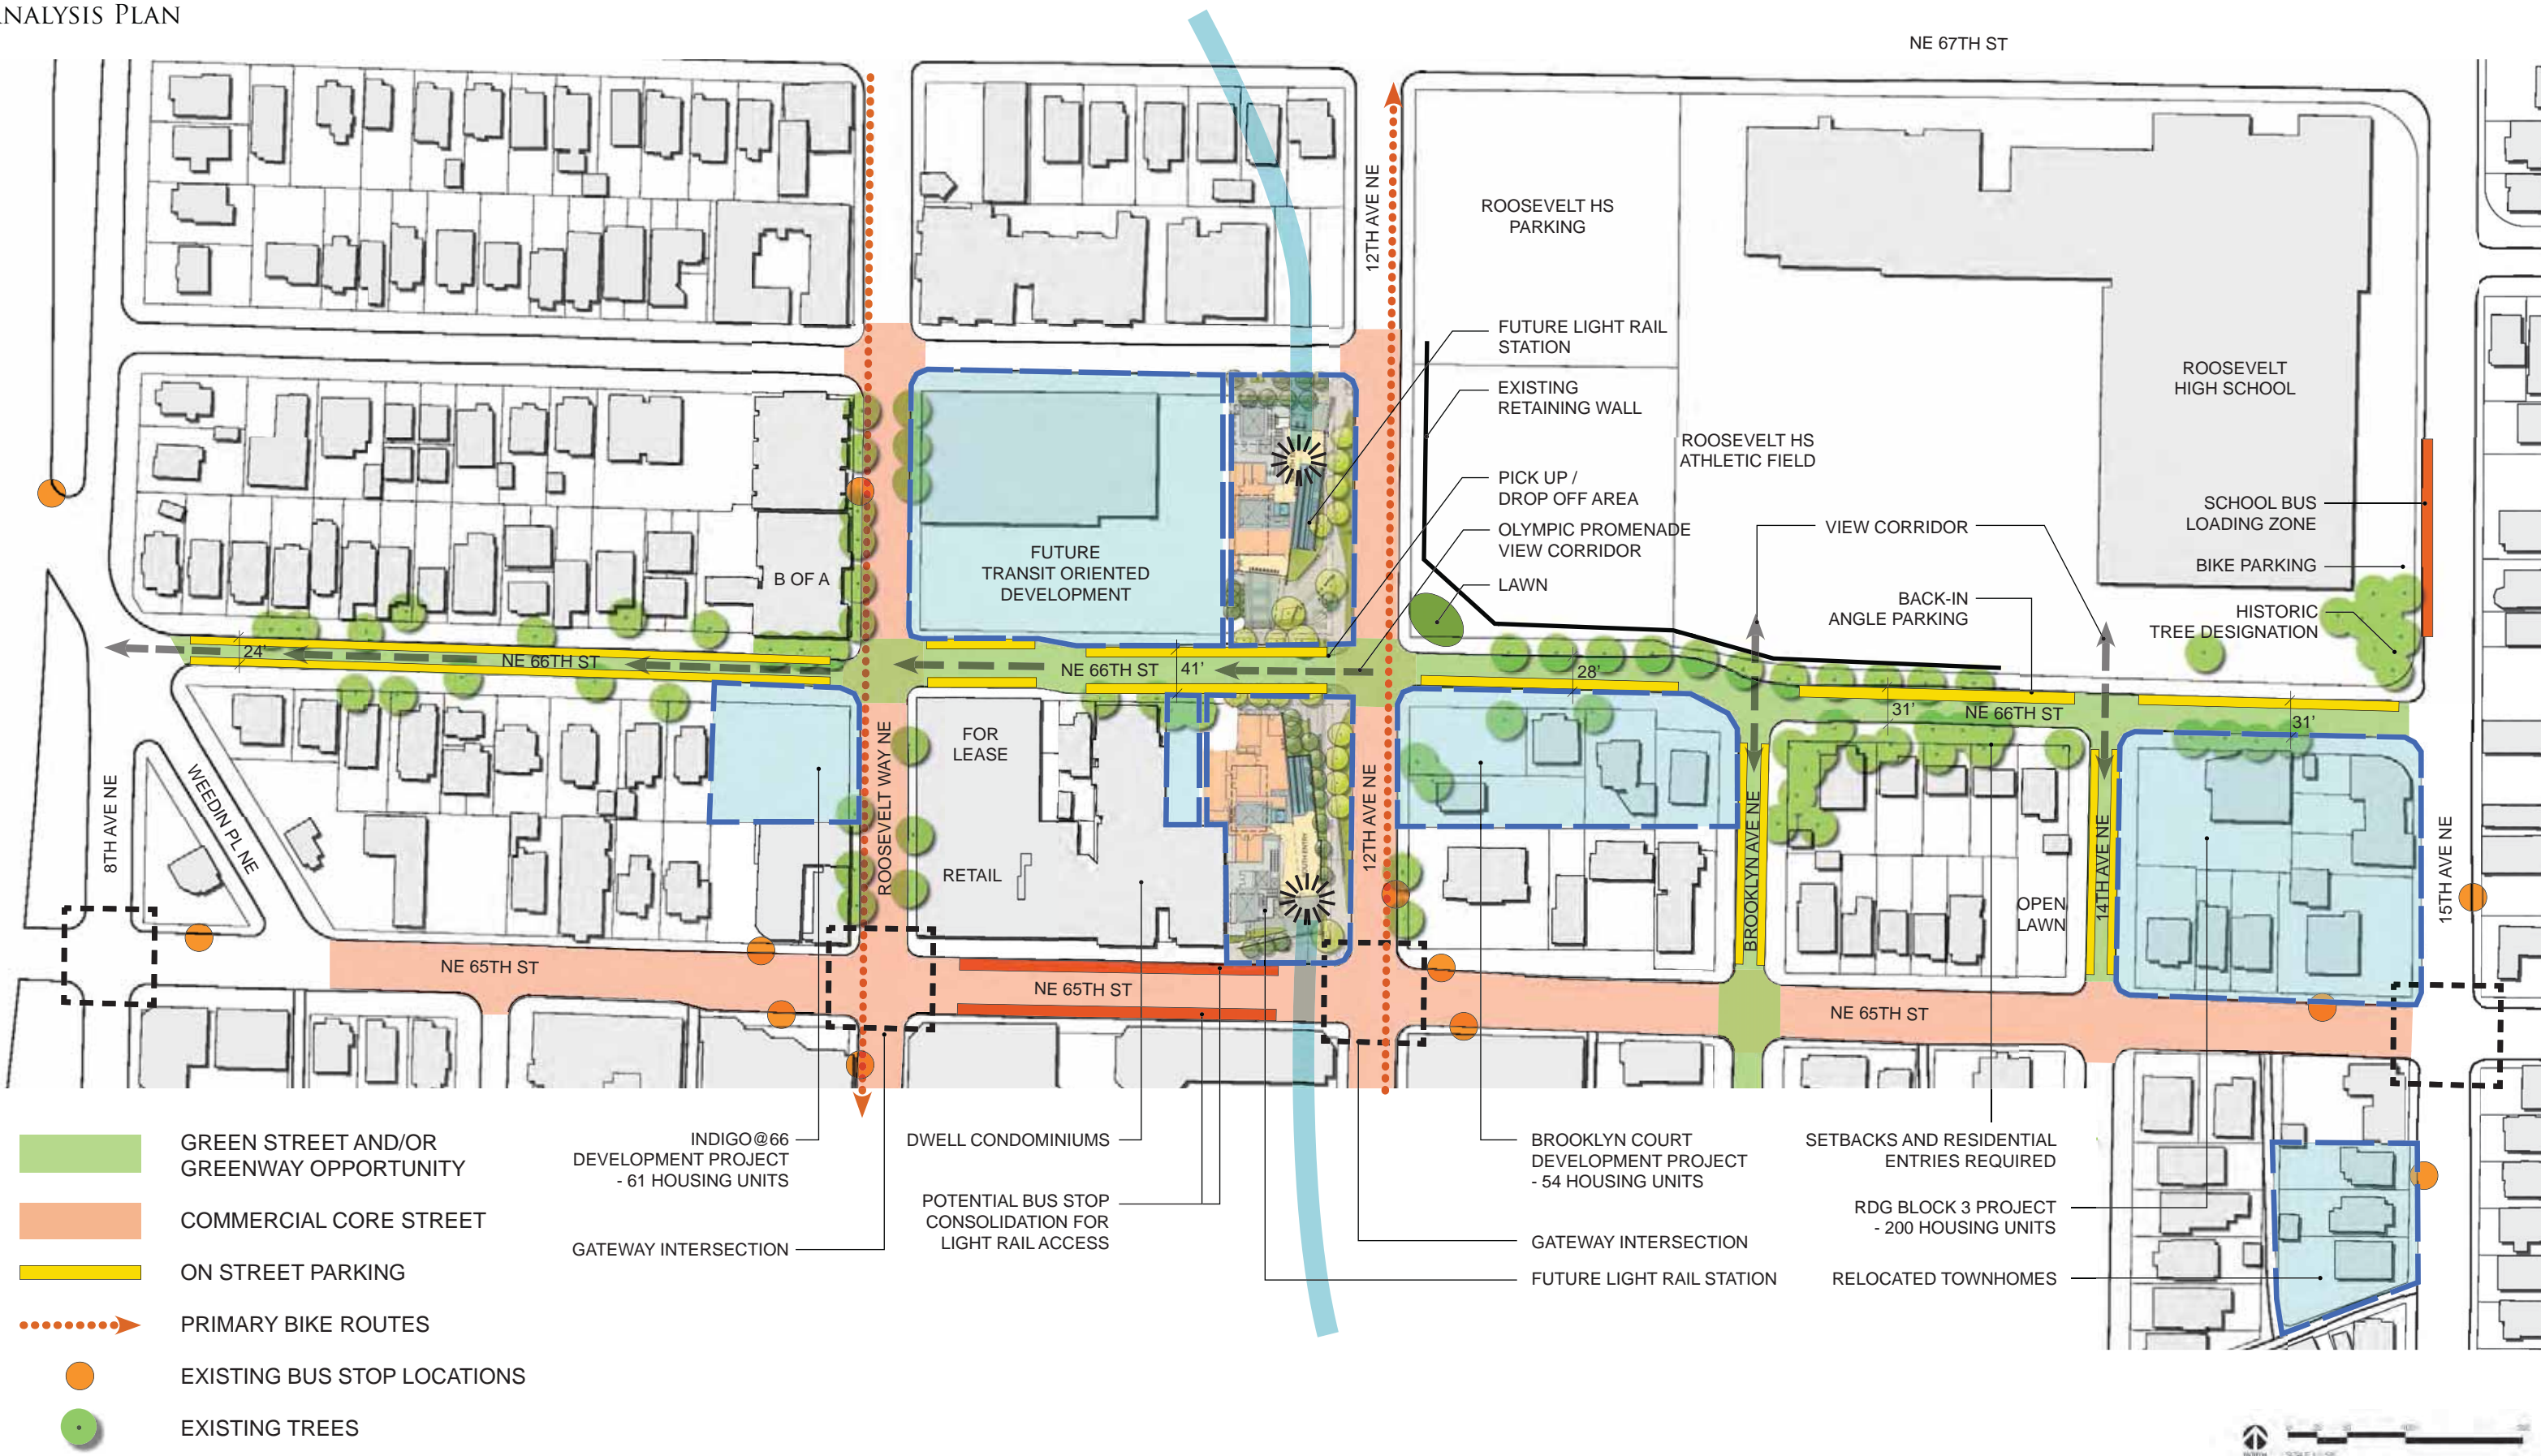 ANALYSIS PLAN
NE 67TH ST
12TH AVE NE
ROOSEVELT HS
PARKING
FUTURE LIGHT RAIL
STATION
EXISTING
RETAINING WALL
ROOSEVELT
HIGH SCHOOL
ROOSEVELT HS
ATHLETIC FIELD
PICK UP /
DROP OFF AREA
SCHOOL BUS
LOADING ZONE
OLYMPIC PROMENADE
VIEW CORRIDOR
VIEW CORRIDOR
FUTURE
TRANSIT ORIENTED
DEVELOPMENT
B OF A
LAWN
BIKE PARKING
BACK-IN
ANGLE PARKING
HISTORIC
TREE DESIGNATION
24'
NE 66TH ST
NE 66TH ST
41'
28'
31'
NE 66TH ST
31'
FOR
LEASE
8TH AVE NE
WEEDIN PL NE
ROOSEVELT WAY NE
RETAIL
12TH AVE NE
BROOKLYN AVE NE
OPEN
LAWN
14TH AVE NE
15TH AVE NE
NE 65TH ST
NE 65TH ST
NE 65TH ST
GREEN STREET AND/OR
GREENWAY OPPORTUNITY
COMMERCIAL CORE STREET
ON STREET PARKING
PRIMARY BIKE ROUTES
EXISTING BUS STOP LOCATIONS
EXISTING TREES
INDIGO@66
DEVELOPMENT PROJECT
- 61 HOUSING UNITS
GATEWAY INTERSECTION
DWELL CONDOMINIUMS
POTENTIAL BUS STOP
CONSOLIDATION FOR
LIGHT RAIL ACCESS
BROOKLYN COURT
DEVELOPMENT PROJECT
- 54 HOUSING UNITS
GATEWAY INTERSECTION
FUTURE LIGHT RAIL STATION
SETBACKS AND RESIDENTIAL
ENTRIES REQUIRED
RDG BLOCK 3 PROJECT
- 200 HOUSING UNITS
RELOCATED TOWNHOMES